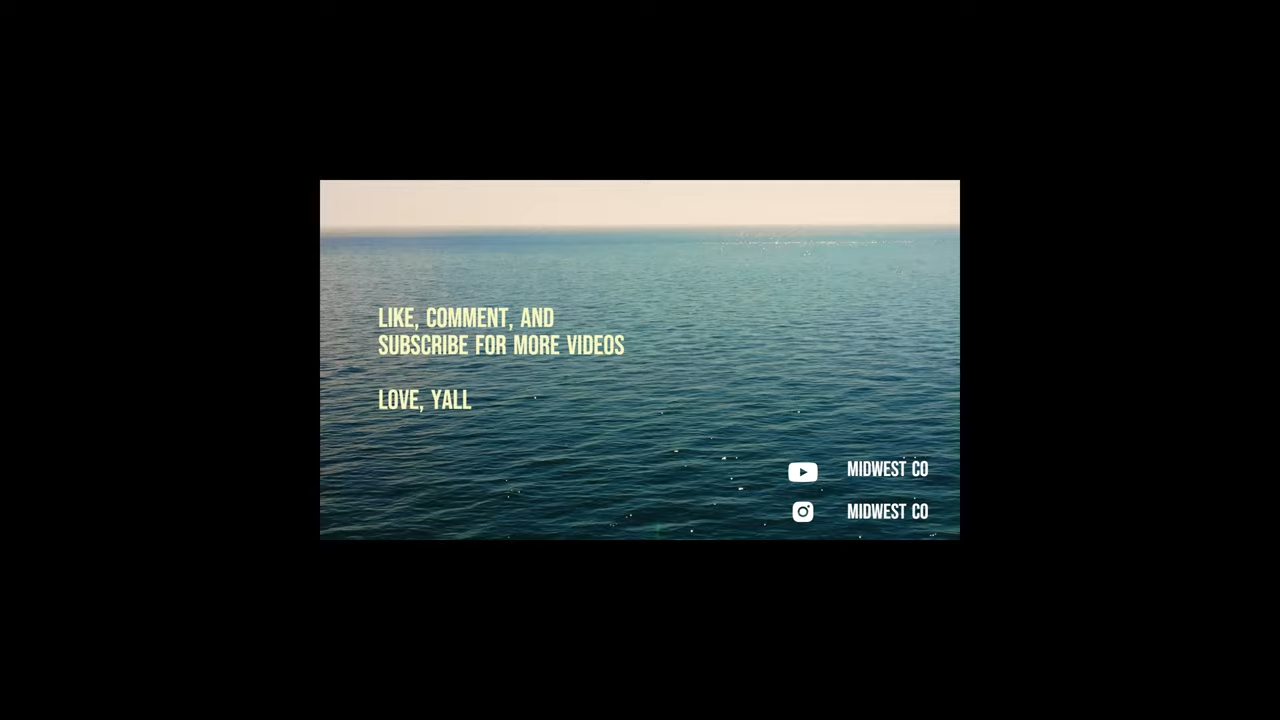 LIKE, COMMENT, AND
SUBSCRIBE FOR MORE VIDEOS
LOVE, YALL
MIDWEST CO
MIDWEST CO